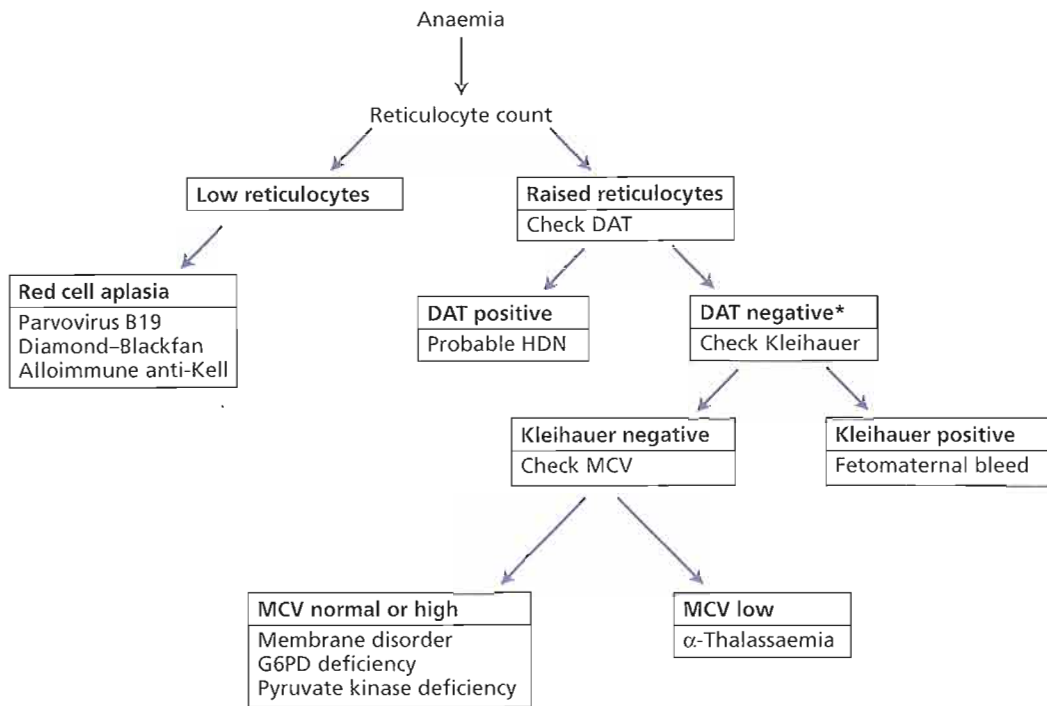 Anaemia
Reticulocyte count
Low reticulocytes
Raised reticulocytes
Check DAT
Red cell aplasia
Parvovirus B19
Diamond–Blackfan
Alloimmune anti-Kell
DAT positive
Probable HDN
DAT negative*
Check Kleihauer
Kleihauer negative
Check MCV
Kleihauer positive
Fetomaternal bleed
MCV normal or high
Membrane disorder
G6PD deficiency
Pyruvate kinase deficiency
MCV low
α-Thalassaemia